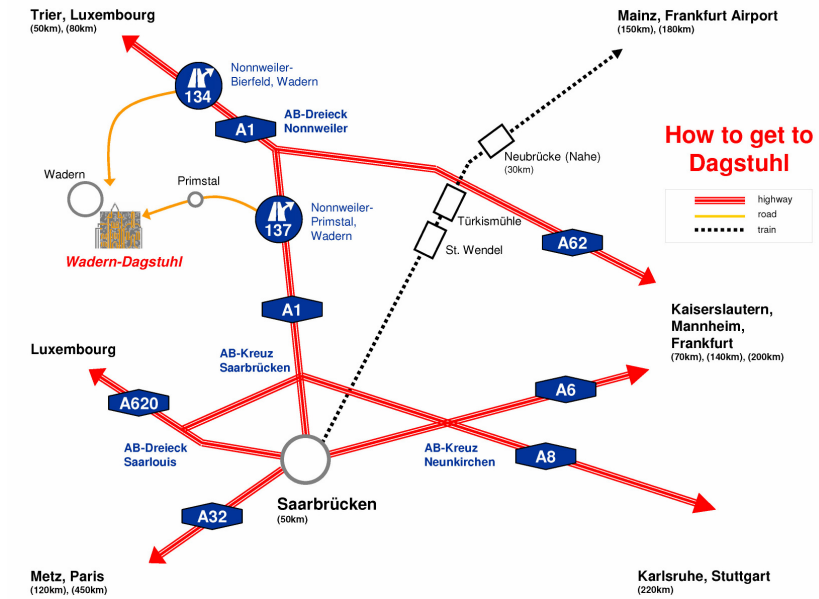 Trier, Luxembourg
(50km), (80km)
Mainz, Frankfurt Airport
(150km), (180km)
Nonnweiler-
Bierfeld, Wadern
134
AB-Dreieck
Nonnweiler
A1
How to get to
Dagstuhl
Neubrücke (Nahe)
(30km)
Wadern
Primstal
highway
road
train
Nonnweiler-
Primstal,
Wadern
137
Türkismühle
St. Wendel
A62
Wadern-Dagstuhl
A1
Kaiserslautern,
Mannheim,
Frankfurt
(70km), (140km), (200km)
Luxembourg
AB-Kreuz
Saarbrücken
A620
A6
AB-Dreieck
Saarlouis
AB-Kreuz
Neunkirchen
A8
Saarbrücken
(50km)
A32
Metz, Paris
(120km), (450km)
Karlsruhe, Stuttgart
(220km)